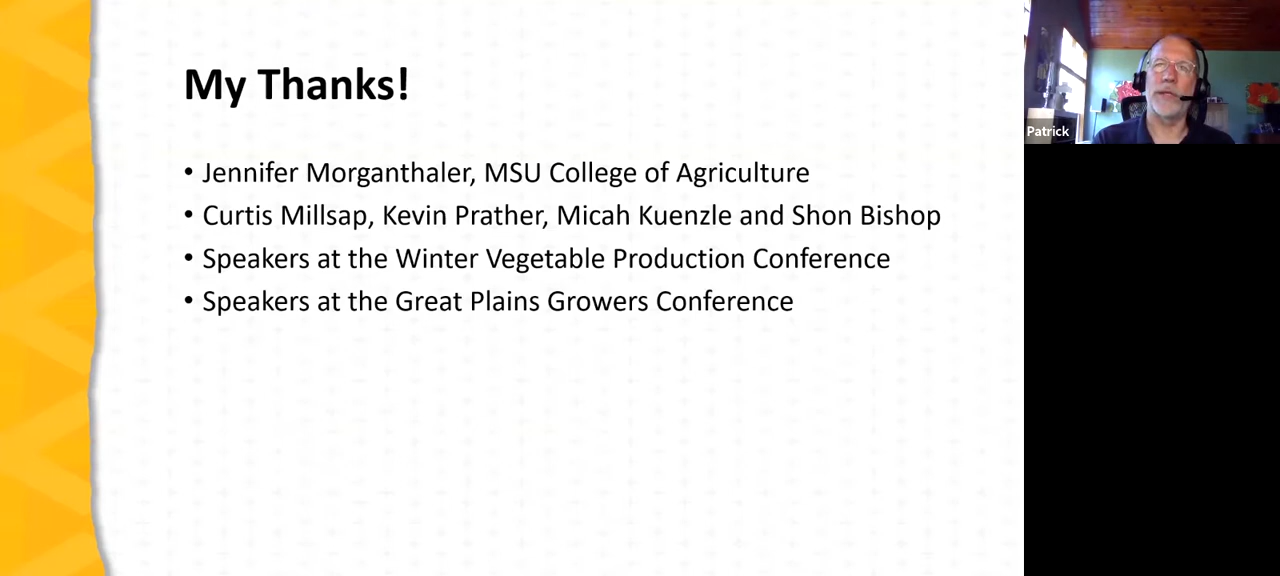 My Thanks!
• Jennifer Morganthaler, MSU College of Agriculture
• Curtis Millsap, Kevin Prather, Micah Kuenzle and Shon Bishop
• Speakers at the Winter Vegetable Production Conference
• Speakers at the Great Plains Growers Conference
Patrick